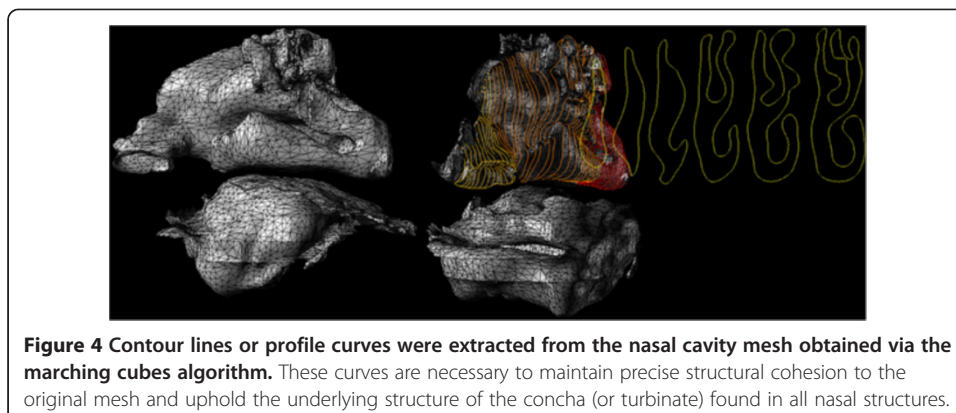 Figure 4 Contour lines or profile curves were extracted from the nasal cavity mesh obtained via the
marching cubes algorithm. These curves are necessary to maintain precise structural cohesion to the
original mesh and uphold the underlying structure of the concha (or turbinate) found in all nasal structures.